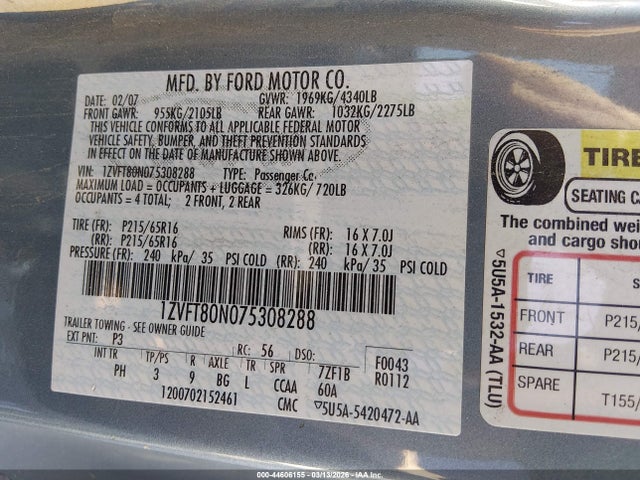 MFD. BY FORD MOTOR CO.
DATE: 02/07 GVWR: 1969KG/4340LB
FRONT GAWR: 955KG/2105LB REAR GAWR: 1032KG/2275LB
THIS VEHICLE CONFORMS TO ALL APPLICABLE FEDERAL MOTOR
VEHICLE SAFETY, BUMPER, AND THEFT PREVENTION STANDARDS
IN EFFECT ON THE DATE OF MANUFACTURE SHOWN ABOVE.
VIN: 1ZVFT80N075308288 TYPE: Passenger Ca
MAXIMUM LOAD = OCCUPANTS + LUGGAGE = 326KG/720LB
OCCUPANTS = 4 TOTAL; 2 FRONT, 2 REAR
TIRE (FR): P215/65R16 RIMS (FR): 16 X 7.0J
(RR): P215/65R16 (RR): 16 X 7.0J
PRESSURE (FR): 240 kPa/ 35 PSI COLD (RR): 240 kPa/ 35 PSI COLD
1ZVFT80N075308288
TRAILER TOWING - SEE OWNER GUIDE
EXT PNT: P3 RC: 56 DSO: F0043
INT TR TP/PS R AXLE TR SPR 7ZF1B R0112
PH 3 9 BG L CCAA 60A
1200702152461 CMC ▽5U5A-5420472-AA
▽5U5A-1532-AA (TLU)
TIRE
SEATING CA
The combined wei
and cargo shou
TIRE S
FRONT P215/
REAR P215/
SPARE T155/
000-44606155 - 03/13/2026 - IAAI.COM